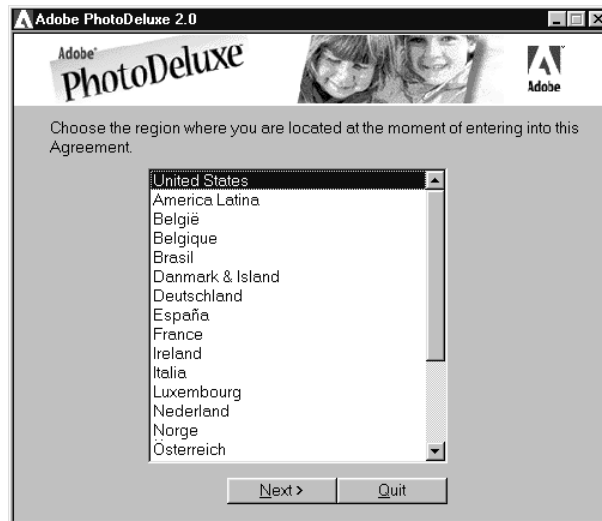 Adobe PhotoDeluxe 2.0
Adobe
PhotoDeluxe
Adobe
Choose the region where you are located at the moment of entering into this
Agreement.
United States
America Latina
België
Belgique
Brasil
Danmark & Island
Deutschland
España
France
Ireland
Italia
Luxembourg
Nederland
Norge
Österreich
Next >
Quit